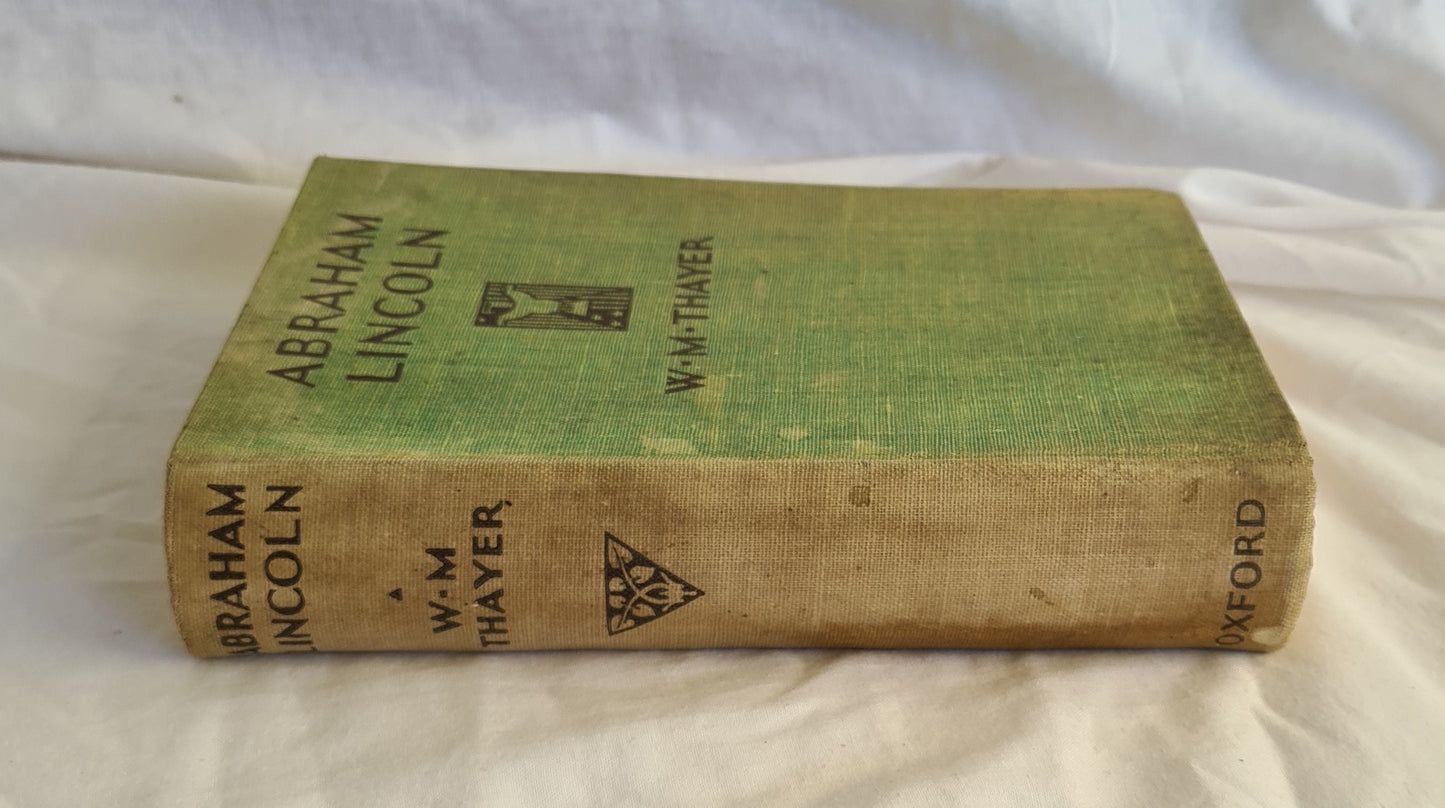 ABRAHAM
LINCOLN
W·M·THAYER
ABRAHAM
LINCOLN
W·M
THAYER
OXFORD